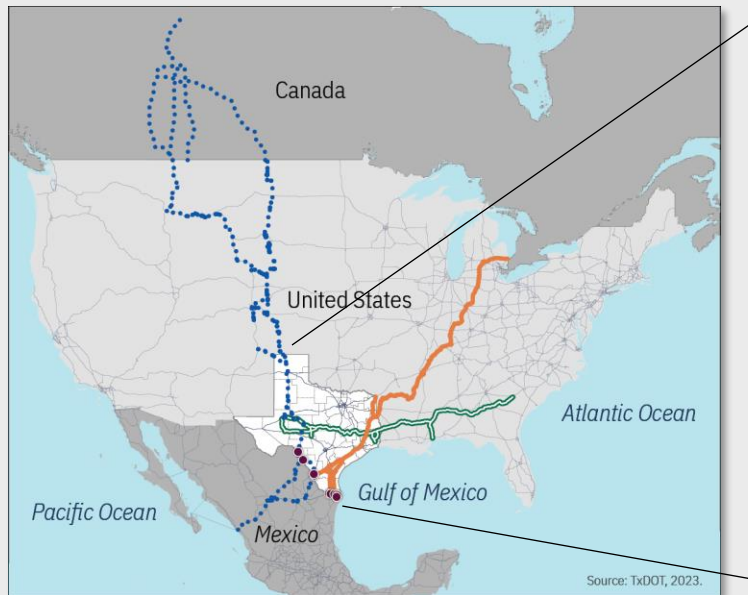 Canada
United States
Atlantic Ocean
Gulf of Mexico
Pacific Ocean
Mexico
Source: TxDOT, 2023.